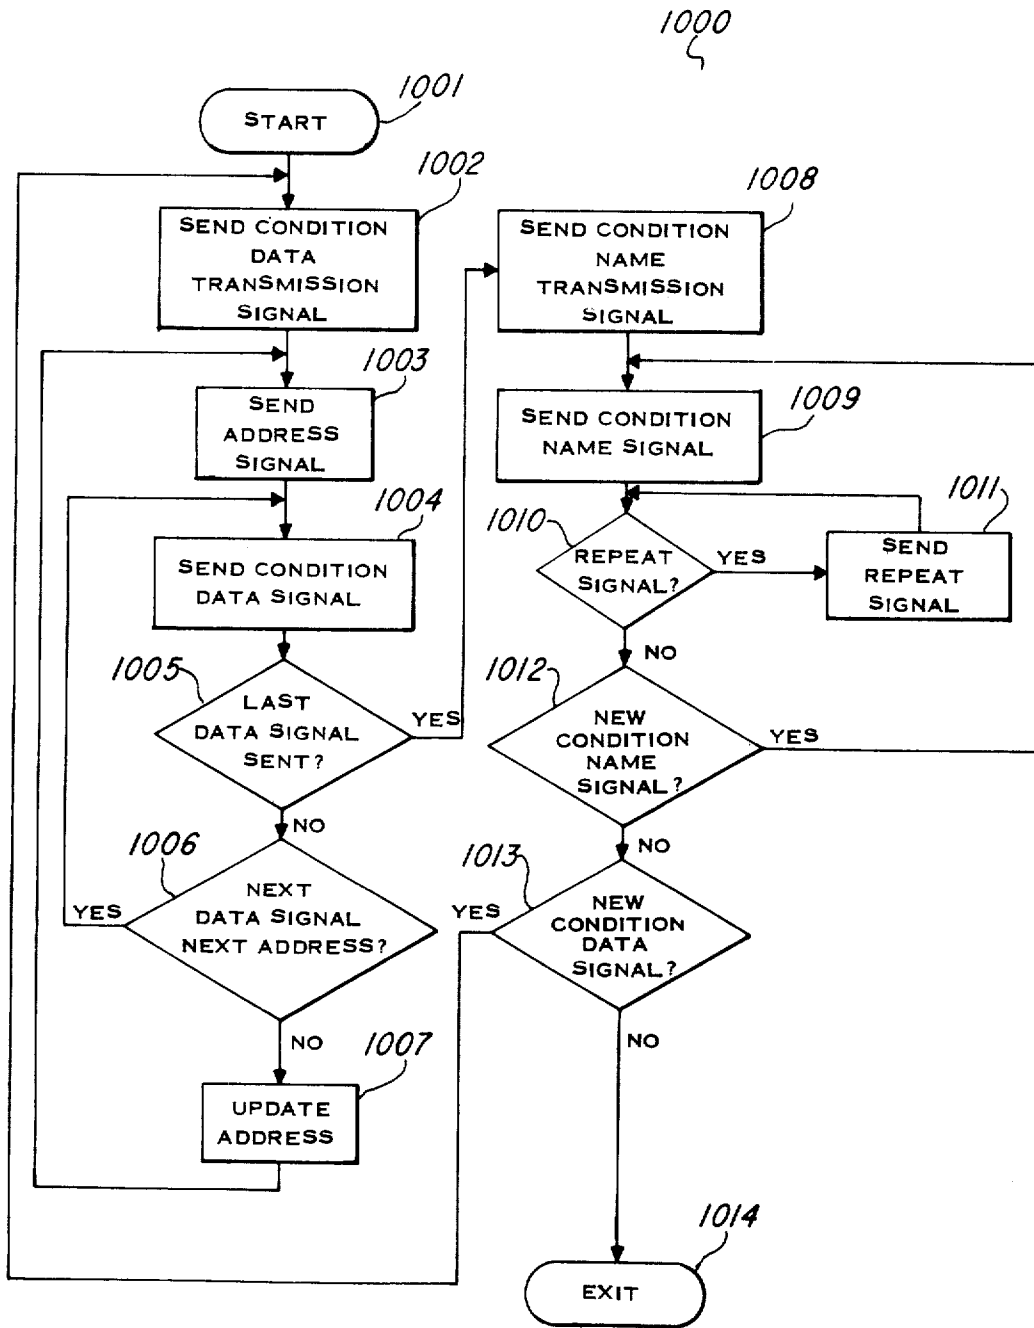 1000
START
1001
SEND CONDITION
DATA
TRANSMISSION
SIGNAL
1002
SEND
ADDRESS
SIGNAL
1003
SEND CONDITION
DATA SIGNAL
1004
LAST
DATA SIGNAL
SENT?
1005
YES
NO
NEXT
DATA SIGNAL
NEXT ADDRESS?
1006
YES
NO
UPDATE
ADDRESS
1007
SEND CONDITION
NAME
TRANSMISSION
SIGNAL
1008
SEND CONDITION
NAME SIGNAL
1009
REPEAT
SIGNAL?
1010
YES
NO
SEND
REPEAT
SIGNAL
1011
NEW
CONDITION
NAME
SIGNAL?
1012
YES
NO
NEW
CONDITION
DATA
SIGNAL?
1013
YES
NO
EXIT
1014